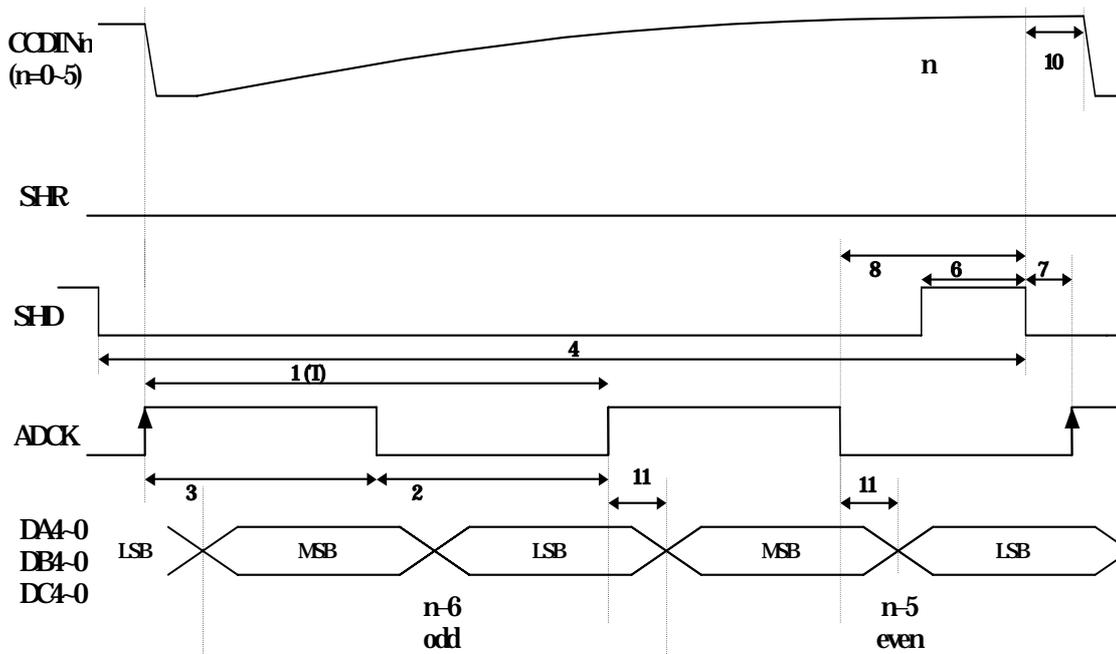 CCDINn
(n=0~5)
n
10
SHR
8
6
7
SHD
4
1 (T)
ADCK
3
2
11
11
DA4~0
DB4~0
DC4~0
LSB
MSB
LSB
MSB
LSB
n-6
odd
n-5
even